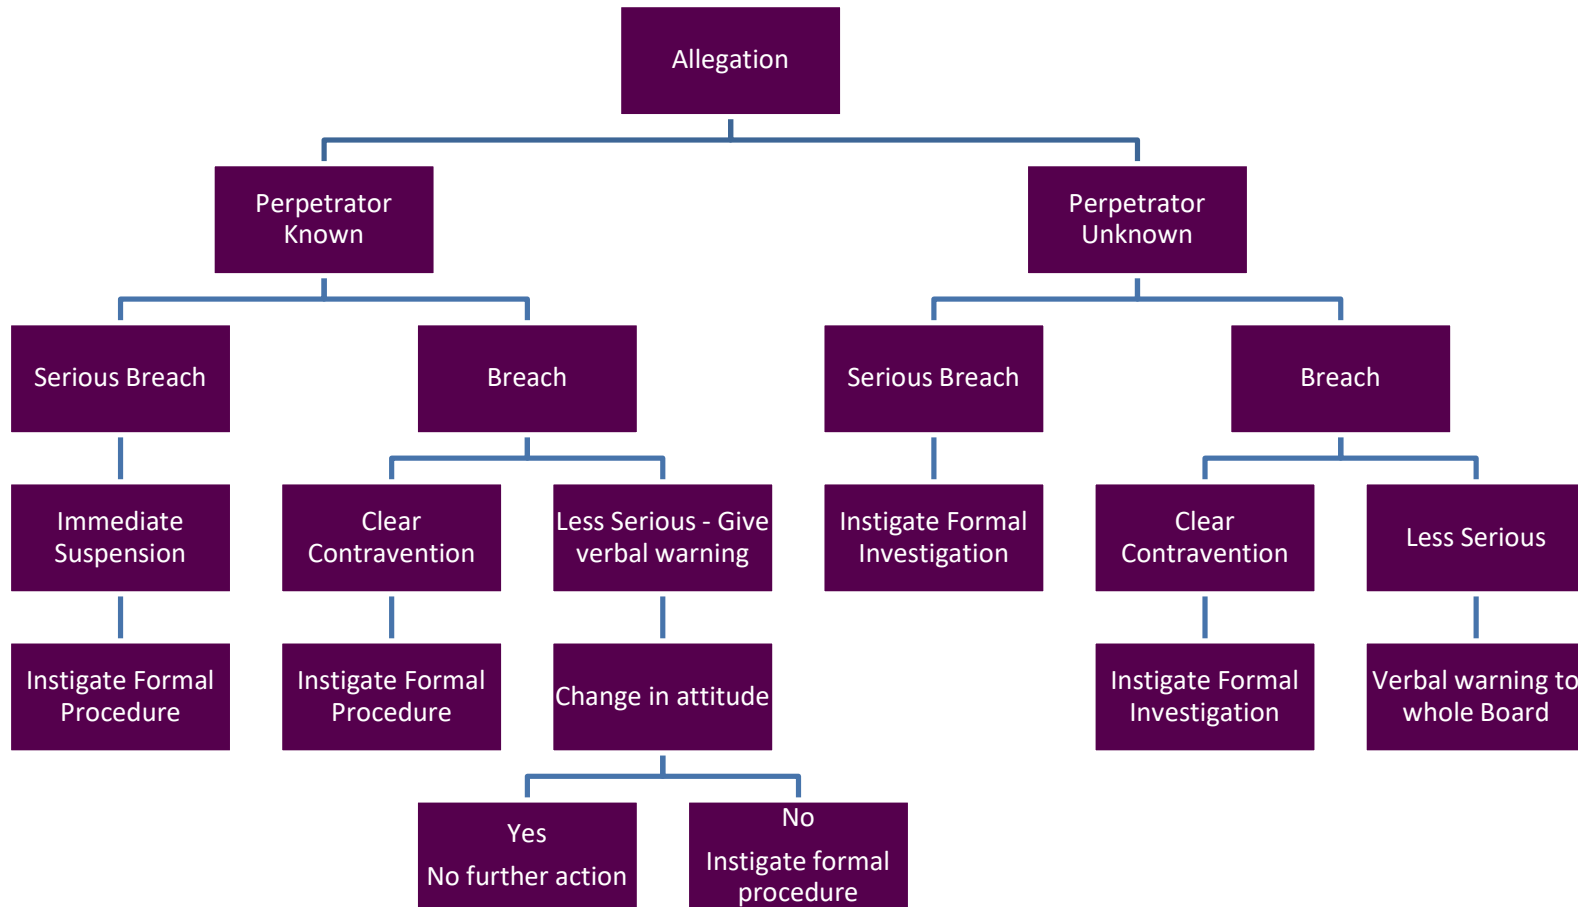 Allegation
Perpetrator
Known
Perpetrator
Unknown
Serious Breach
Breach
Serious Breach
Breach
Immediate
Suspension
Clear
Contravention
Less Serious - Give
verbal warning
Instigate Formal
Investigation
Clear
Contravention
Less Serious
Instigate Formal
Procedure
Instigate Formal
Procedure
Change in attitude
Instigate Formal
Investigation
Verbal warning to
whole Board
Yes
No further action
No
Instigate formal
procedure